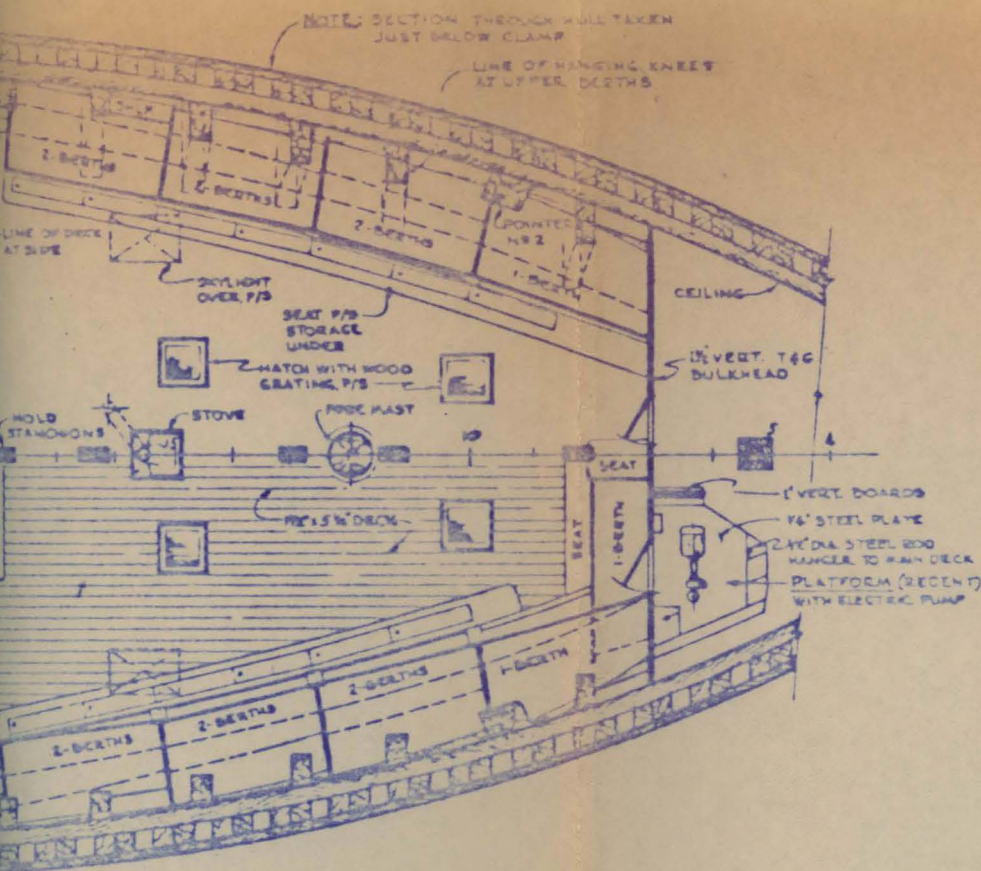 NOTE: SECTION THROUGH HULL TAKEN
JUST BELOW CLAMP
LINE OF HANGING KNEES
AT UPPER BERTHS
2-BERTHS
2-BERTHS
2-BERTHS
POINTER
NO 2
1-BERTH
LINE OF DECK
AT SIDE
SKYLIGHT
OVER, P/S
SEAT P/S
STORAGE
UNDER
CEILING
HATCH WITH WOOD
GRATING, P/S
VERT. T&G
BULKHEAD
HOLD
STANCHIONS
STOVE
FORE MAST
10
5
4
SEAT
SEAT
1-BERTH
DECK
1" VERT. BOARDS
STEEL PLATE
DIA. STEEL ROD
HANGER TO MAIN DECK
PLATFORM (RECENT)
WITH ELECTRIC PUMP
1-BERTH
2-BERTHS
2-BERTHS
2-BERTHS